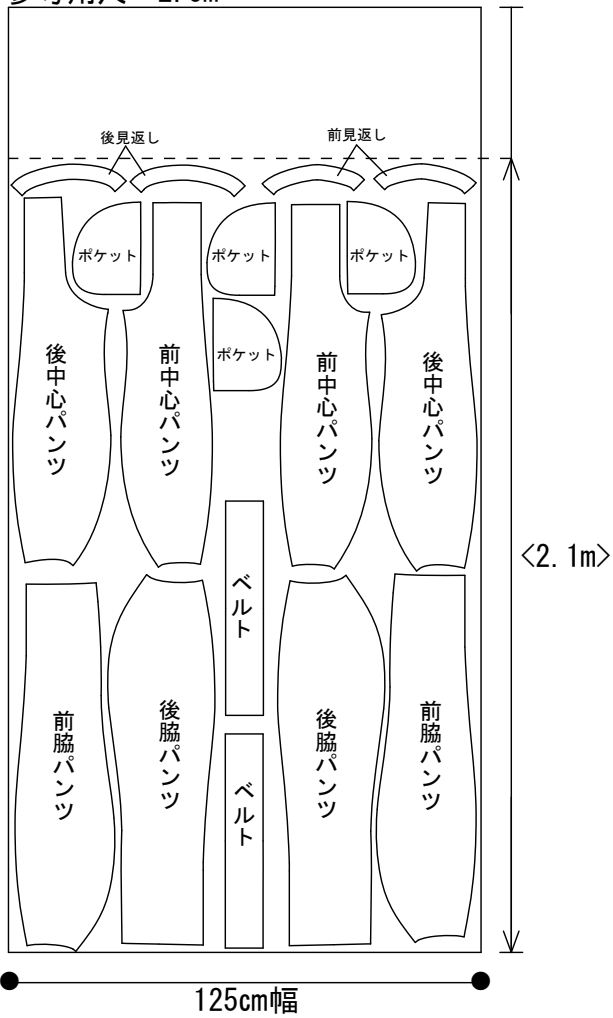 後見返し
前見返し
ポケット
ポケット
ポケット
ポケット
後中心パンツ
前中心パンツ
前中心パンツ
後中心パンツ
<2.1m>
ベルト
前脇パンツ
後脇パンツ
後脇パンツ
前脇パンツ
ベルト
125cm幅